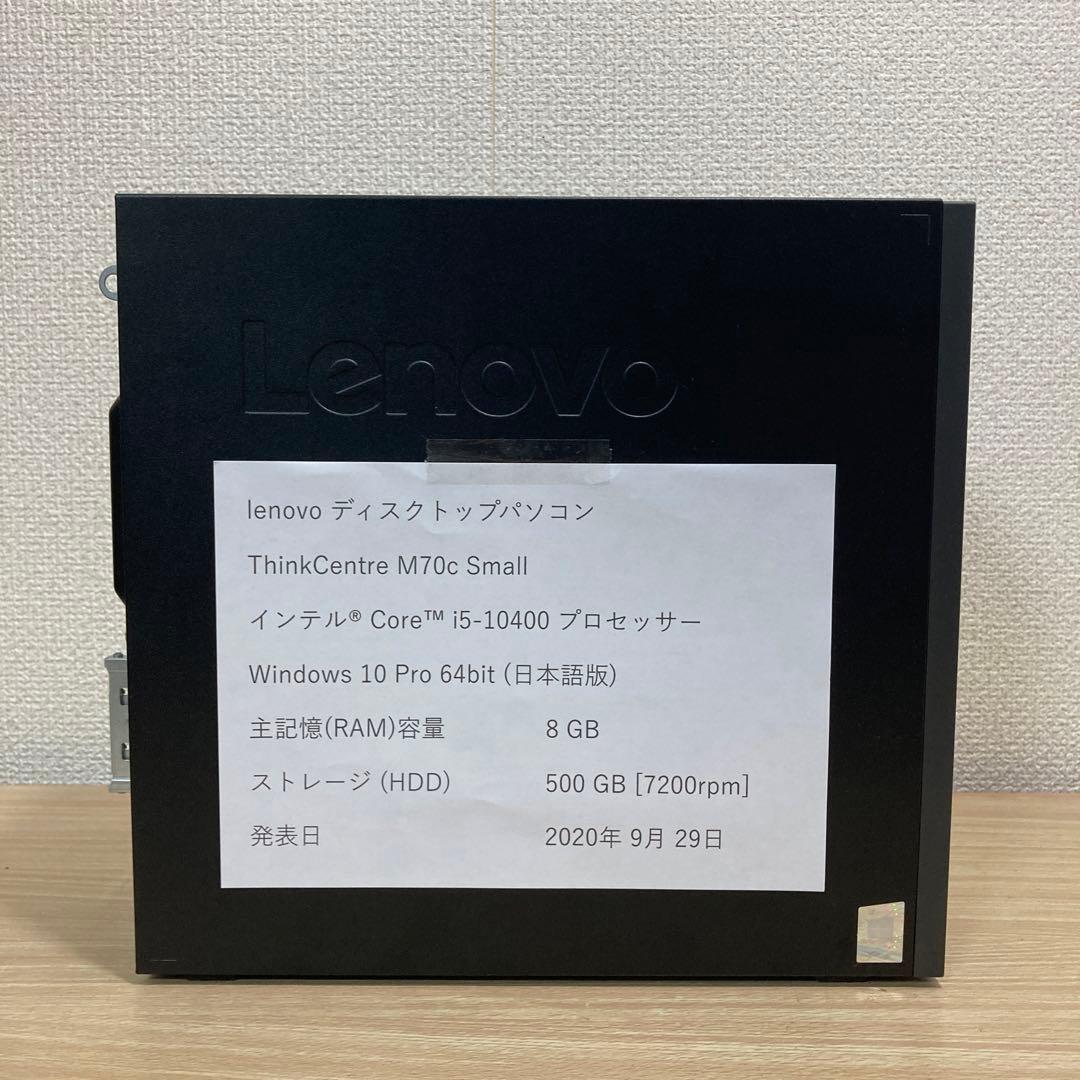 Lenovo
lenovo ディスクトップパソコン
ThinkCentre M70c Small
インテル® Core™ i5-10400 プロセッサー
Windows 10 Pro 64bit (日本語版)
主記憶(RAM)容量 8 GB
ストレージ (HDD) 500 GB [7200rpm]
発表日 2020年 9月 29日